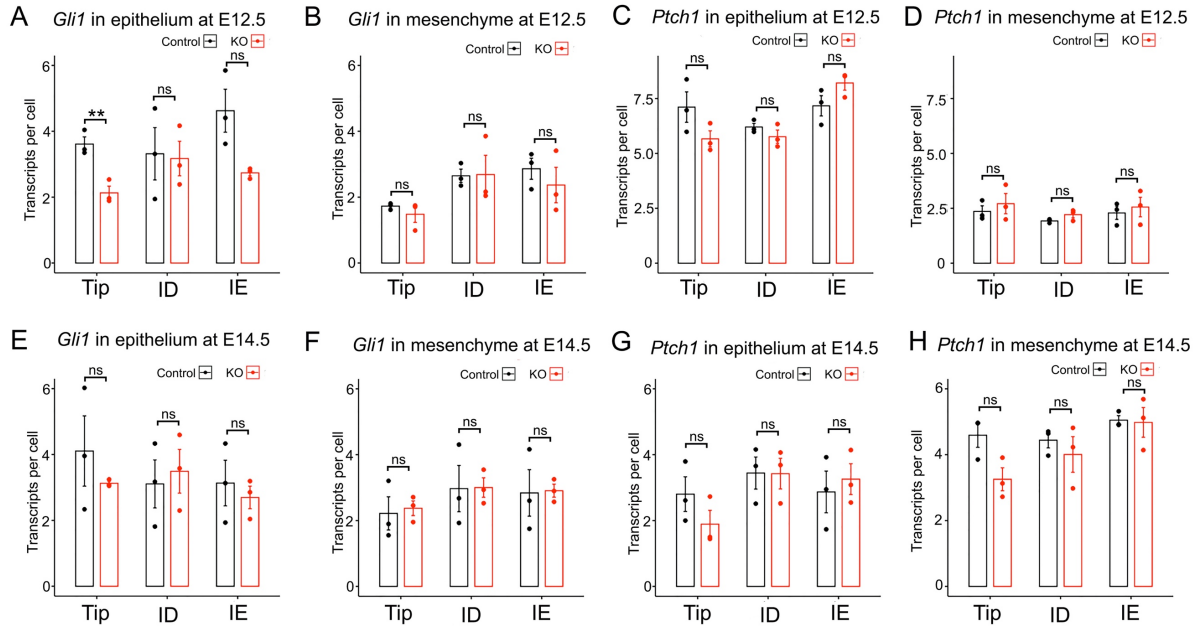 A
Gli1 in epithelium at E12.5
Control KO
Transcripts per cell
6
4
2
0
**
ns
ns
Tip
ID
IE
B
Gli1 in mesenchyme at E12.5
Control KO
Transcripts per cell
6
4
2
0
ns
ns
ns
Tip
ID
IE
C
Ptch1 in epithelium at E12.5
Control KO
Transcripts per cell
7.5
5.0
2.5
0
ns
ns
ns
Tip
ID
IE
D
Ptch1 in mesenchyme at E12.5
Control KO
Transcripts per cell
7.5
5.0
2.5
0
ns
ns
ns
Tip
ID
IE
E
Gli1 in epithelium at E14.5
Control KO
Transcripts per cell
6
4
2
0
ns
ns
ns
Tip
ID
IE
F
Gli1 in mesenchyme at E14.5
Control KO
Transcripts per cell
6
4
2
0
ns
ns
ns
Tip
ID
IE
G
Ptch1 in epithelium at E14.5
Control KO
Transcripts per cell
6
4
2
0
ns
ns
ns
Tip
ID
IE
H
Ptch1 in mesenchyme at E14.5
Control KO
Transcripts per cell
6
4
2
0
ns
ns
ns
Tip
ID
IE